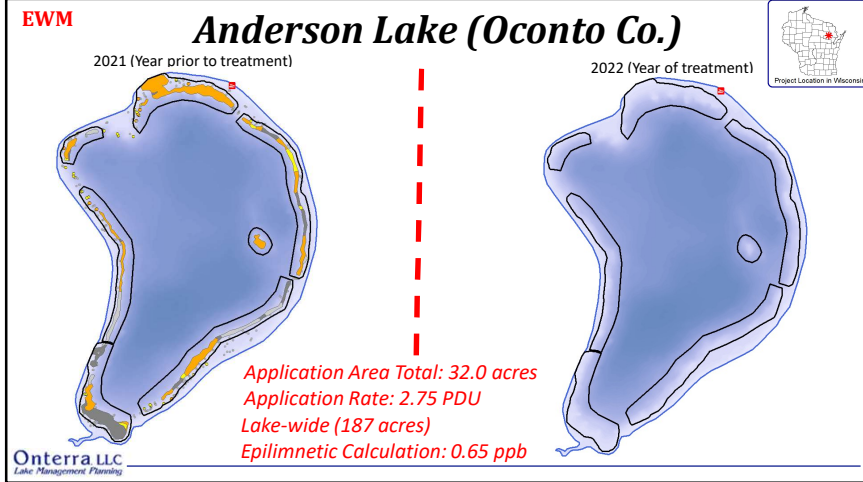 EWM
Anderson Lake (Oconto Co.)
Project Location in Wisconsin
2021 (Year prior to treatment)
2022 (Year of treatment)
Application Area Total: 32.0 acres
Application Rate: 2.75 PDU
Lake-wide (187 acres)
Epilimnetic Calculation: 0.65 ppb
Onterra LLC
Lake Management Planning